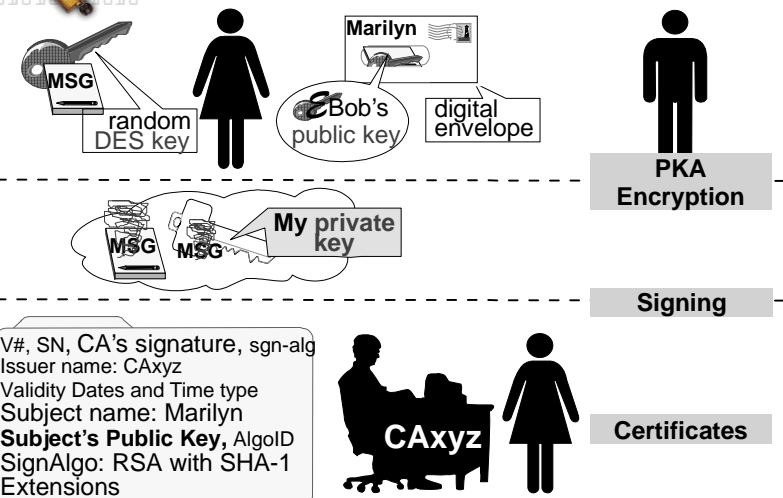 MSG
random
DES key
Marilyn
Bob's
public key
digital
envelope
PKA
Encryption
MSG
MSG
My private
key
Signing
V#, SN, CA's signature, sgn-alg
Issuer name: CAxyz
Validity Dates and Time type
Subject name: Marilyn
Subject's Public Key, AlgoID
SignAlgo: RSA with SHA-1
Extensions
CAxyz
Certificates